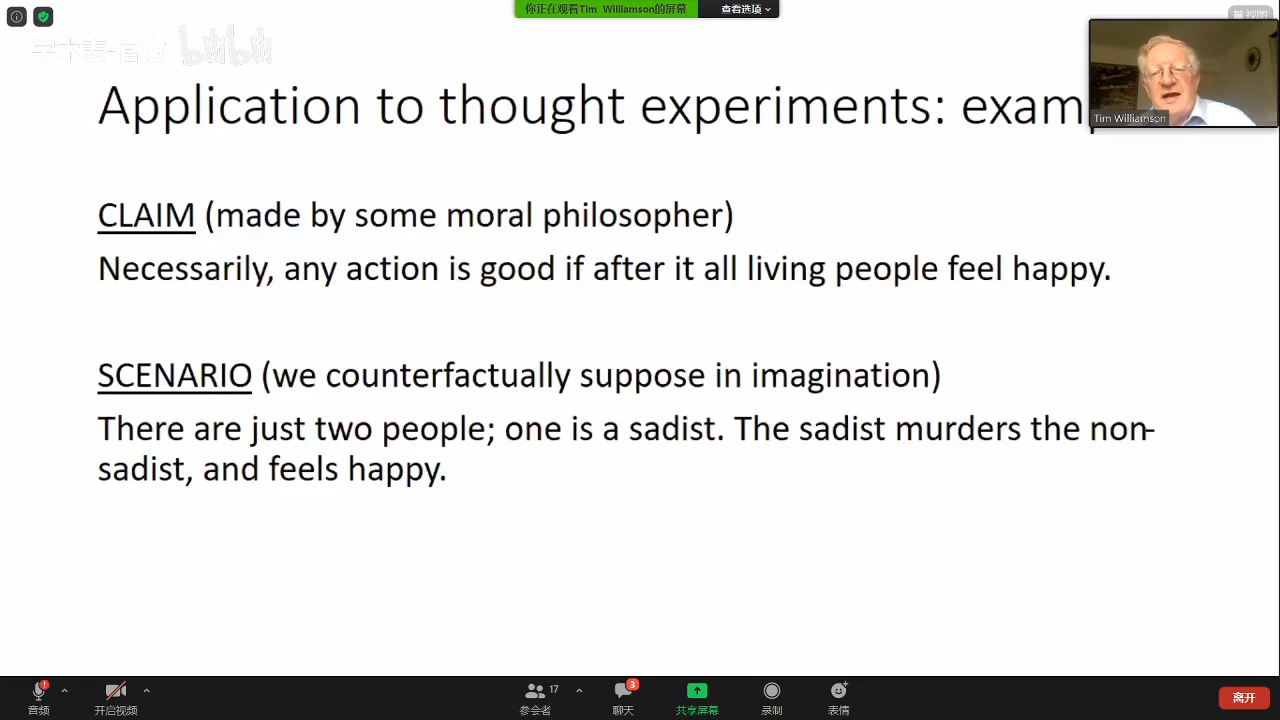 你正在观看Tim Williamson的屏幕 查看选项
视图
bilibili
Application to thought experiments: exam
Tim Williamson
CLAIM (made by some moral philosopher)
Necessarily, any action is good if after it all living people feel happy.
SCENARIO (we counterfactually suppose in imagination)
There are just two people; one is a sadist. The sadist murders the non-
sadist, and feels happy.
17
3
音频
开启视频
参会者
聊天
共享屏幕
录制
表情
离开